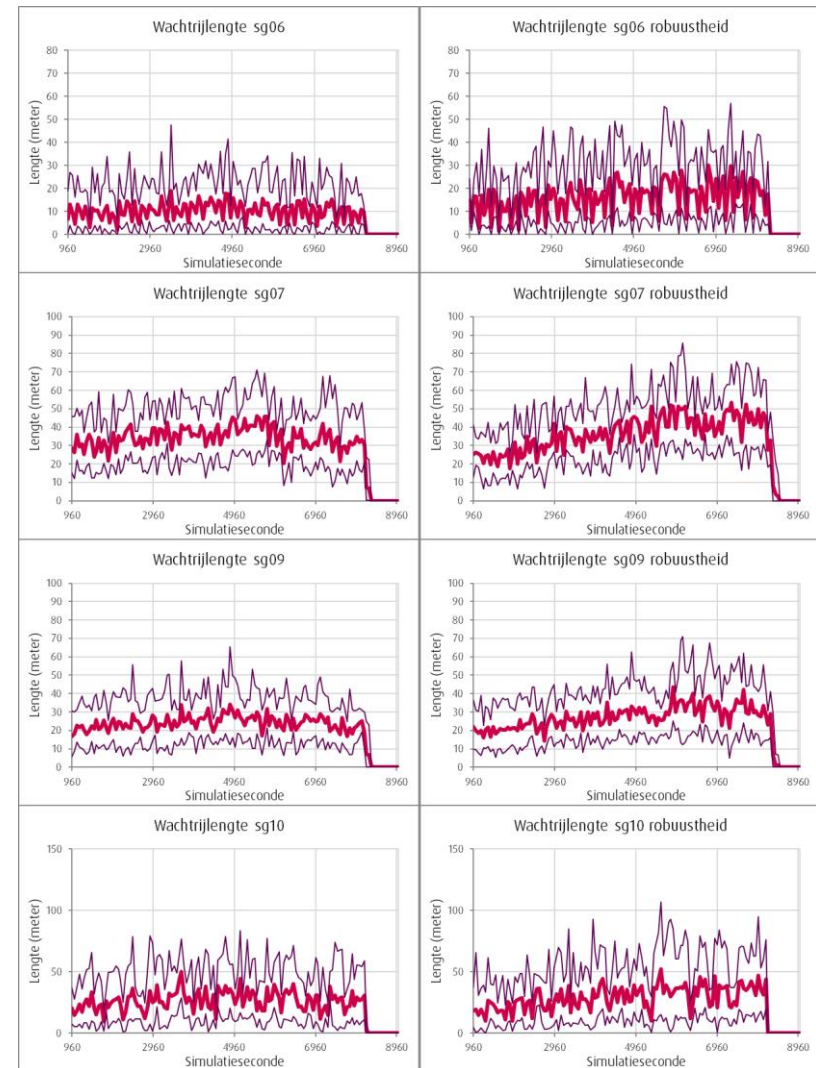 Wachtrijlengte sg06
Lengte (meter)
80
70
60
50
40
30
20
10
0
960 2960 4960 6960 8960
Simulatieseconde
Wachtrijlengte sg06 robuustheid
Lengte (meter)
80
70
60
50
40
30
20
10
0
960 2960 4960 6960 8960
Simulatieseconde
Wachtrijlengte sg07
Lengte (meter)
100
90
80
70
60
50
40
30
20
10
0
960 2960 4960 6960 8960
Simulatieseconde
Wachtrijlengte sg07 robuustheid
Lengte (meter)
100
90
80
70
60
50
40
30
20
10
0
960 2960 4960 6960 8960
Simulatieseconde
Wachtrijlengte sg09
Lengte (meter)
100
90
80
70
60
50
40
30
20
10
0
960 2960 4960 6960 8960
Simulatieseconde
Wachtrijlengte sg09 robuustheid
Lengte (meter)
100
90
80
70
60
50
40
30
20
10
0
960 2960 4960 6960 8960
Simulatieseconde
Wachtrijlengte sg10
Lengte (meter)
150
100
50
0
960 2960 4960 6960 8960
Simulatieseconde
Wachtrijlengte sg10 robuustheid
Lengte (meter)
150
100
50
0
960 2960 4960 6960 8960
Simulatieseconde